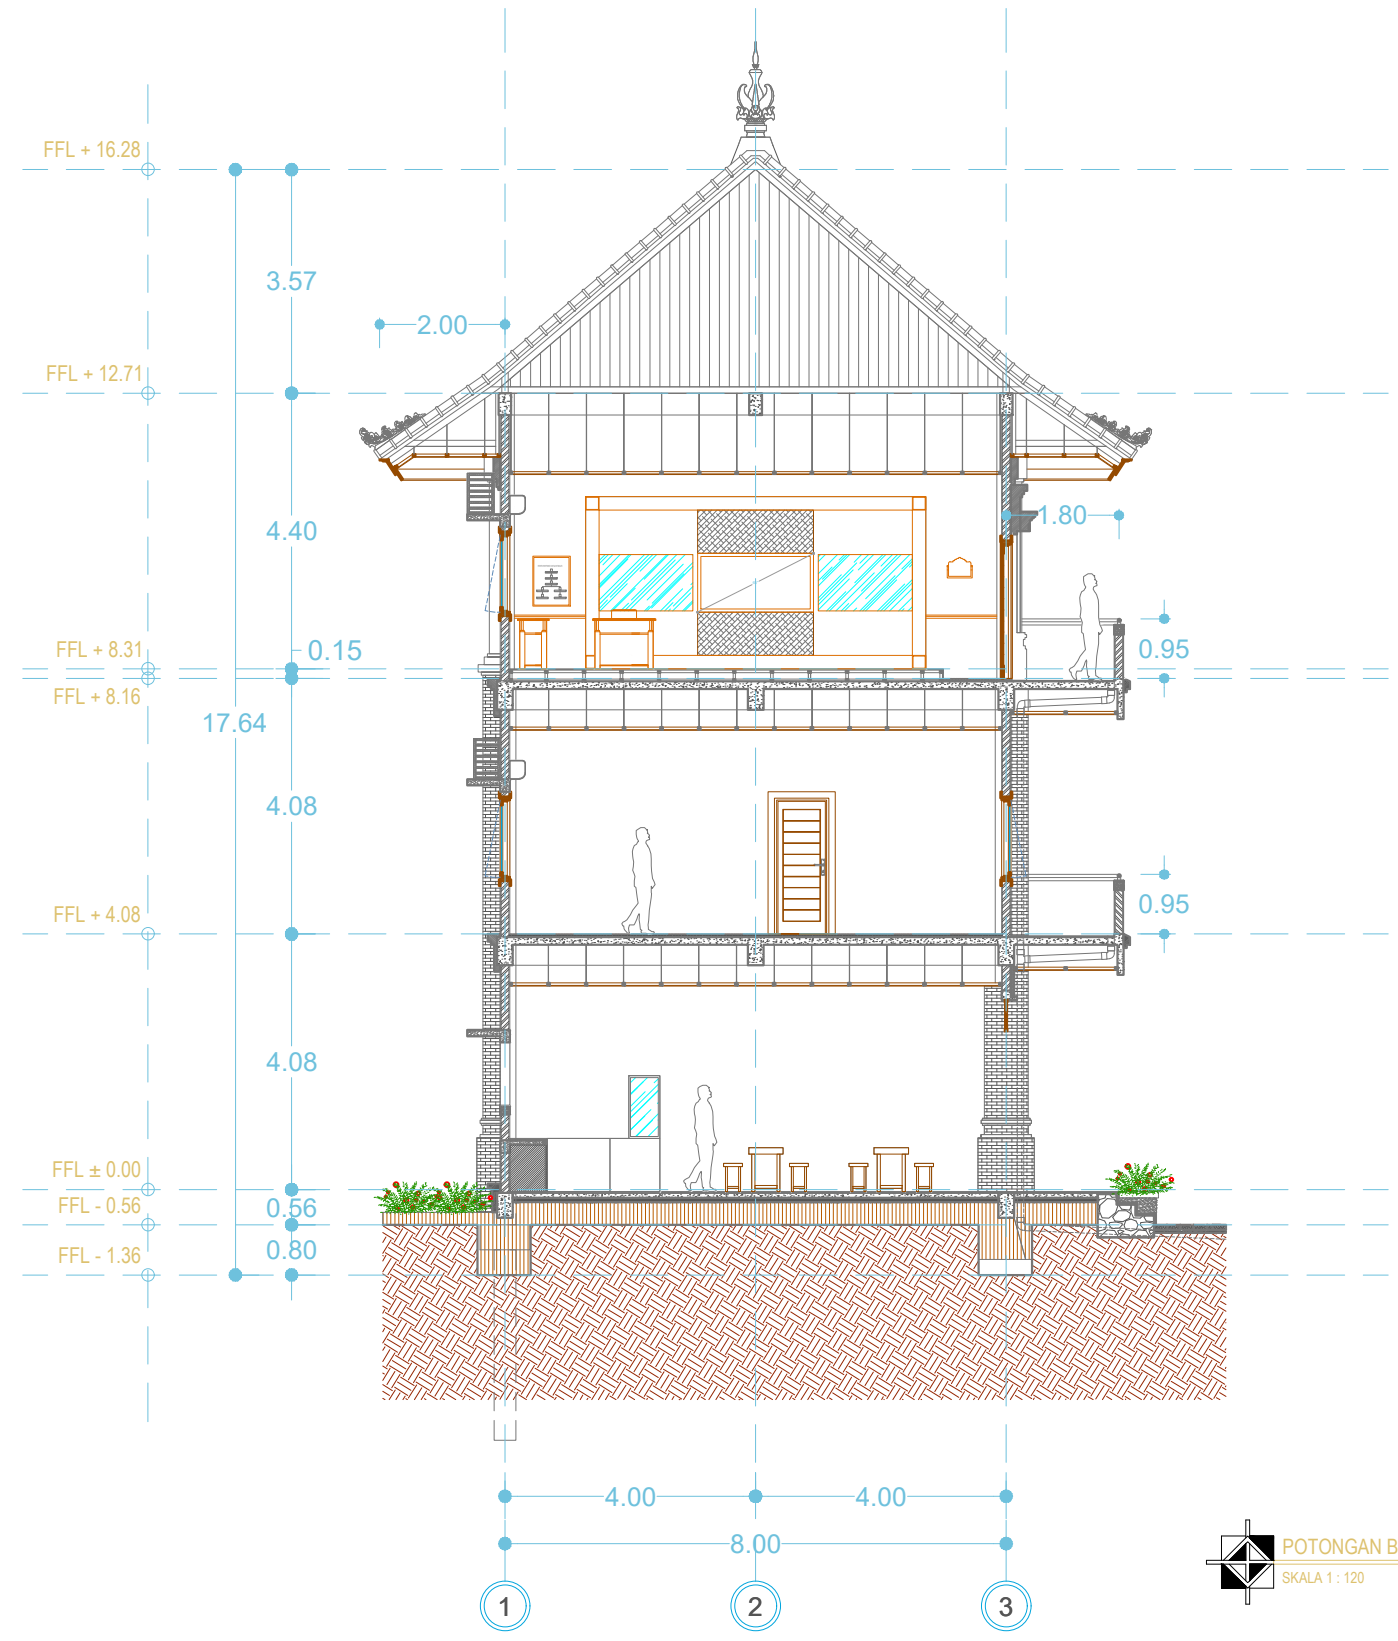 FFL + 16.28
3.57
2.00
FFL + 12.71
4.40
1.80
FFL + 8.31
0.15
0.95
FFL + 8.16
17.64
4.08
FFL + 4.08
0.95
4.08
FFL ± 0.00
FFL - 0.56
0.56
FFL - 1.36
0.80
4.00
4.00
8.00
1
2
3
POTONGAN B
SKALA 1 : 120